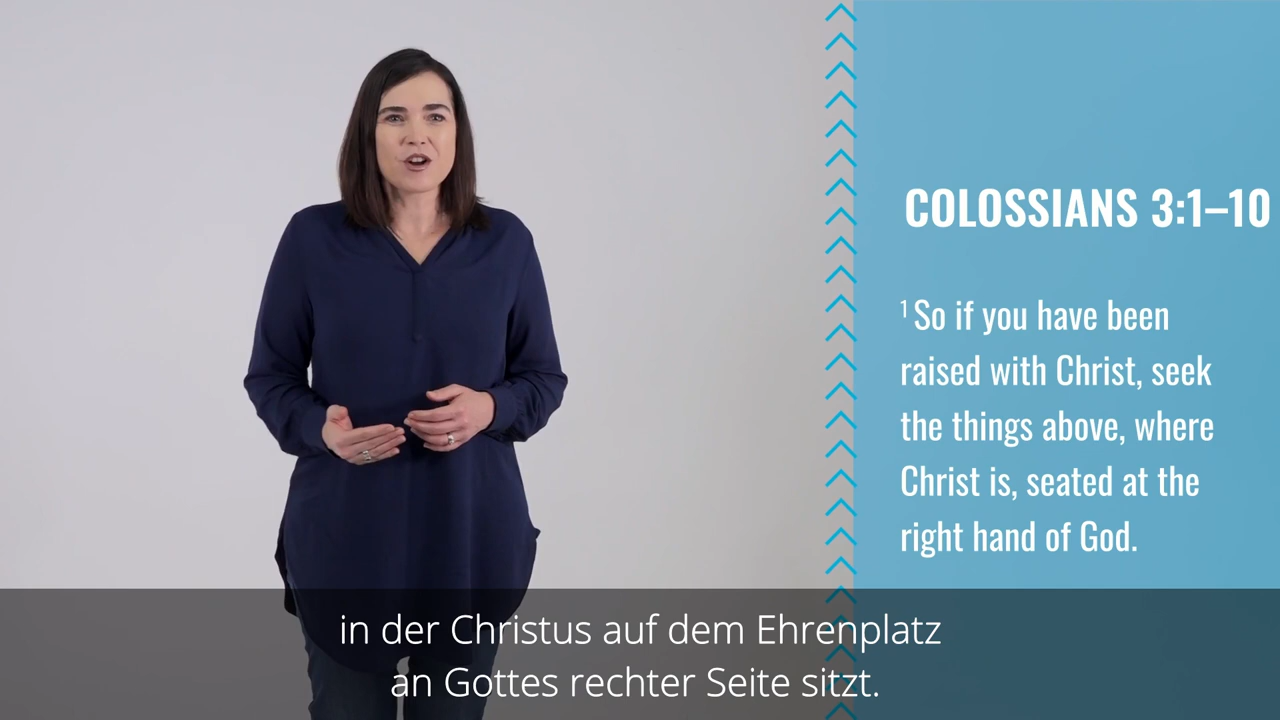 COLOSSIANS 3:1–10
1 So if you have been
raised with Christ, seek
the things above, where
Christ is, seated at the
right hand of God.
in der Christus auf dem Ehrenplatz
an Gottes rechter Seite sitzt.